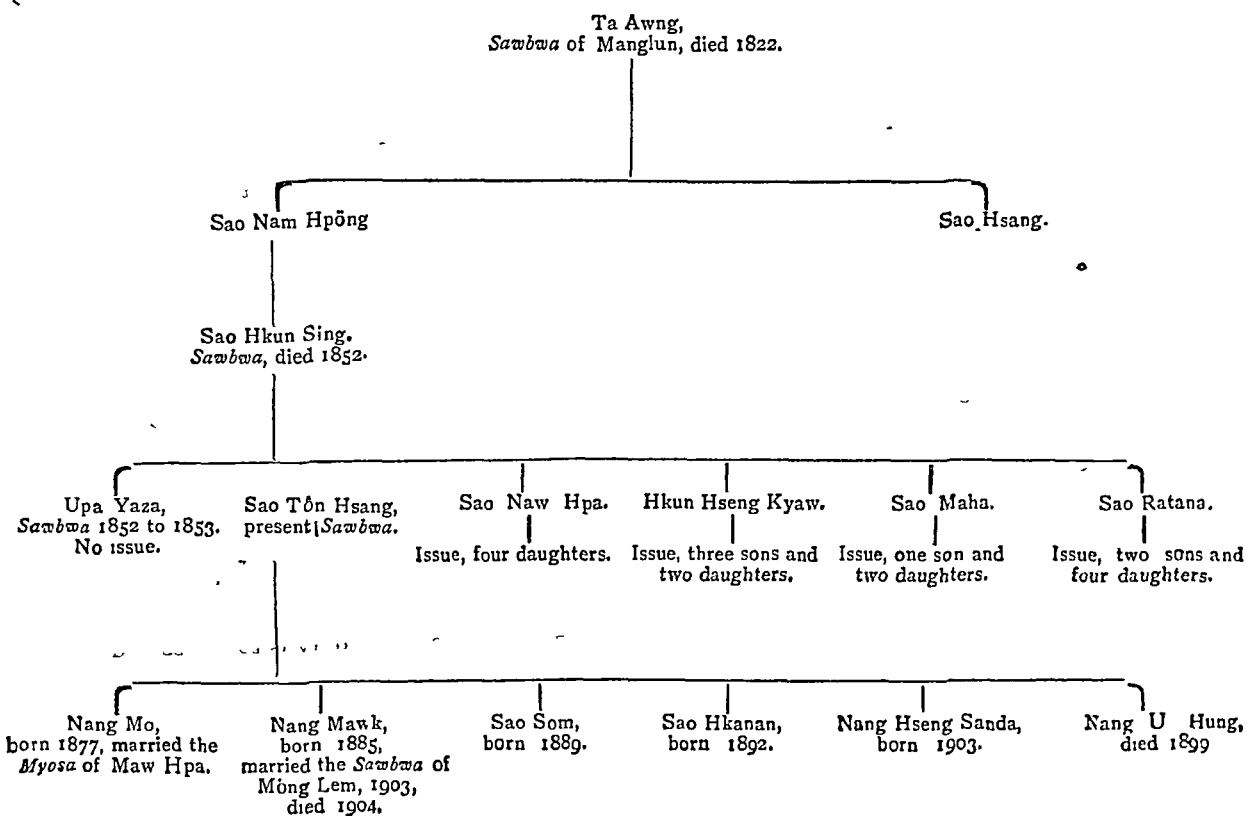 Ta Awng,
Sawbwa of Manglun, died 1822.
Sao Nam Hpöng
Sao Hsang.
Sao Hkun Sing.
Sawbwa, died 1852.
Upa Yaza,
Sawbwa 1852 to 1853.
No issue.
Sao Tôn Hsang,
present Sawbwa.
Sao Naw Hpa.
Issue, four daughters.
Hkun Hseng Kyaw.
Issue, three sons and
two daughters.
Sao Maha.
Issue, one son and
two daughters.
Sao Ratana.
Issue, two sons and
four daughters.
Nang Mo,
born 1877, married the
Myosa of Maw Hpa.
Nang Mawk,
born 1885,
married the Sawbwa of
Möng Lem, 1903,
died 1904.
Sao Som,
born 1889.
Sao Hkanan,
born 1892.
Nang Hseng Sanda,
born 1903.
Nang U Hung,
died 1899